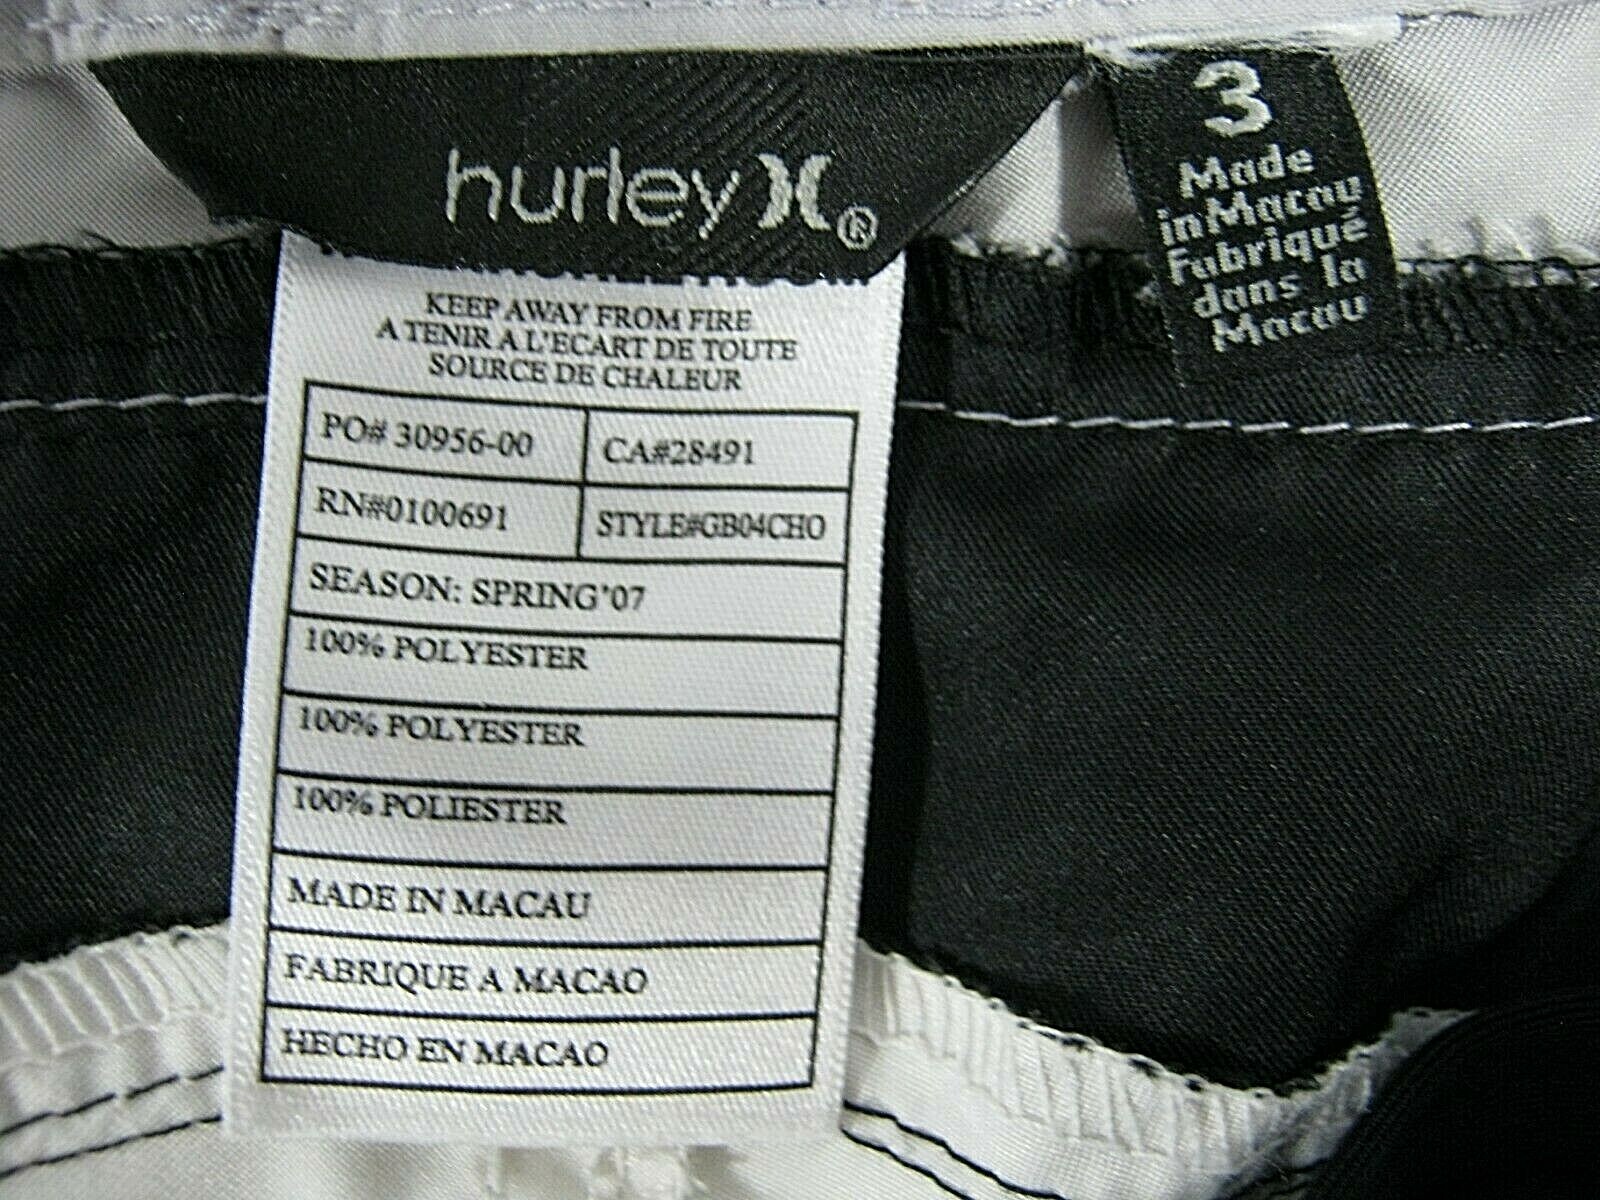 hurley ®
3
Made
in Macau
Fabriqué
dans la
Macau
KEEP AWAY FROM FIRE
A TENIR A L'ECART DE TOUTE
SOURCE DE CHALEUR
PO# 30956-00
CA#28491
RN#0100691
STYLE#GB04CHO
SEASON: SPRING'07
100% POLYESTER
100% POLYESTER
100% POLIESTER
MADE IN MACAU
FABRIQUE A MACAO
HECHO EN MACAO